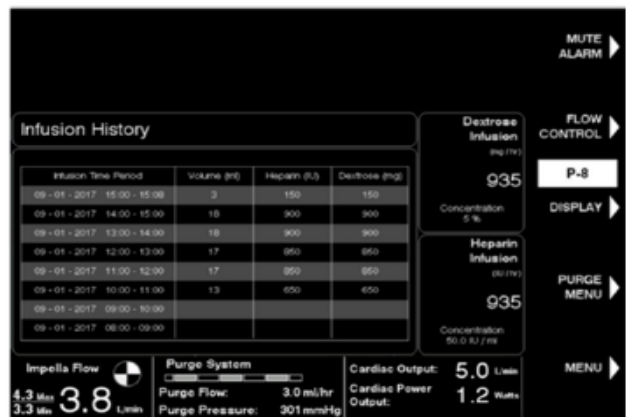 MUTE
ALARM
Infusion History
Infusion Time Period Volume (ml) Heparin (IU) Dextrose (mg)
09 - 01 - 2017 15:00 - 15:08 3 150 150
09 - 01 - 2017 14:00 - 15:00 18 900 900
09 - 01 - 2017 13:00 - 14:00 18 900 900
09 - 01 - 2017 12:00 - 13:00 17 850 850
09 - 01 - 2017 11:00 - 12:00 17 850 850
09 - 01 - 2017 10:00 - 11:00 13 650 650
09 - 01 - 2017 09:00 - 10:00
09 - 01 - 2017 08:00 - 09:00
Dextrose
Infusion
(mg / hr)
935
Concentration
5 %
Heparin
Infusion
(IU / hr)
935
Concentration
50.0 IU / ml
FLOW
CONTROL
P-8
DISPLAY
PURGE
MENU
MENU
Impella Flow
4.3 Max
3.3 Min
3.8 L/min
Purge System
Purge Flow: 3.0 ml/hr
Purge Pressure: 301 mmHg
Cardiac Output: 5.0 L/min
Cardiac Power
Output: 1.2 Watts